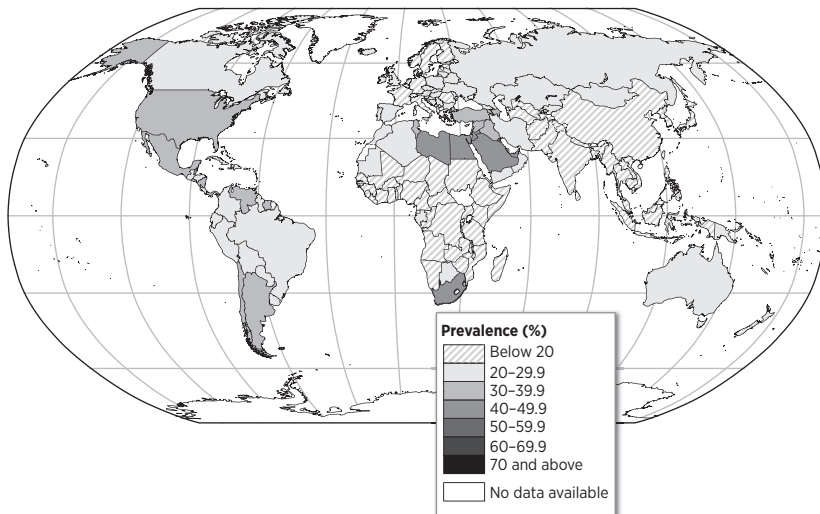 Prevalence (%)
Below 20
20–29.9
30–39.9
40–49.9
50–59.9
60–69.9
70 and above
No data available